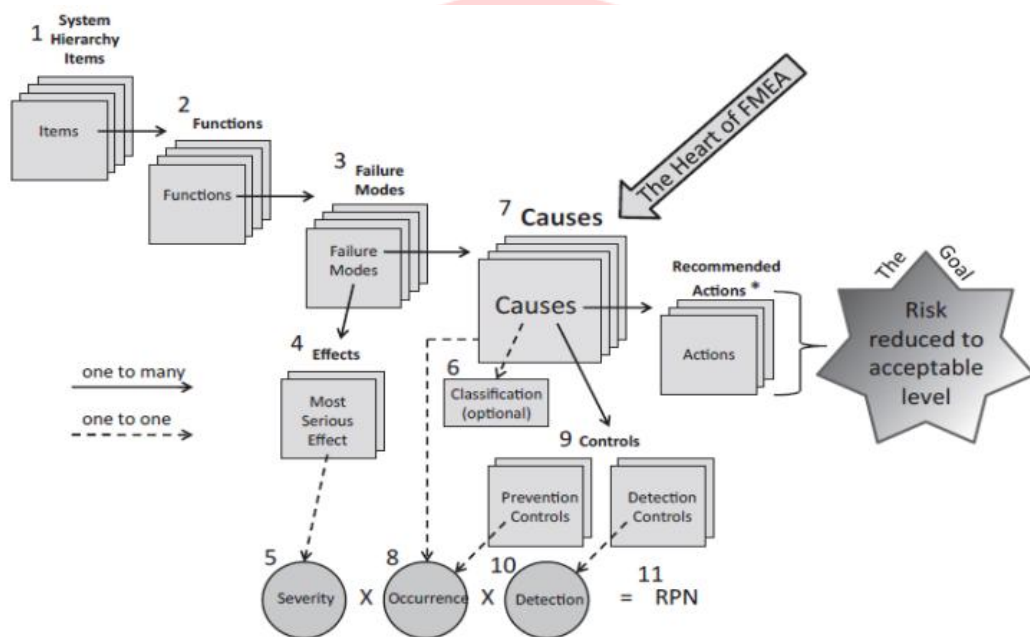 1
System
Hierarchy
Items
Items
2
Functions
Functions
3
Failure
Modes
Failure
Modes
The Heart of FMEA
7
Causes
Causes
Recommended
Actions *
Actions
The Goal
Risk
reduced to
acceptable
level
4
Effects
Most
Serious
Effect
6
Classification
(optional)
one to many
one to one
9 Controls
Prevention
Controls
Detection
Controls
5
Severity
X
8
Occurrence
X
10
Detection
=
11
RPN